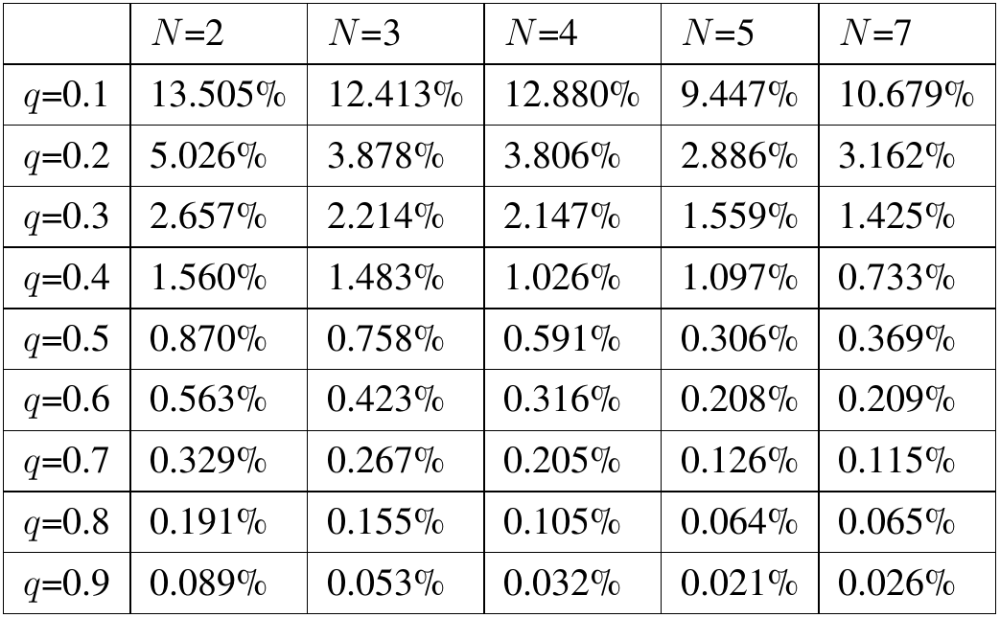 N=2 N=3 N=4 N=5 N=7
q=0.1 13.505% 12.413% 12.880% 9.447% 10.679%
q=0.2 5.026% 3.878% 3.806% 2.886% 3.162%
q=0.3 2.657% 2.214% 2.147% 1.559% 1.425%
q=0.4 1.560% 1.483% 1.026% 1.097% 0.733%
q=0.5 0.870% 0.758% 0.591% 0.306% 0.369%
q=0.6 0.563% 0.423% 0.316% 0.208% 0.209%
q=0.7 0.329% 0.267% 0.205% 0.126% 0.115%
q=0.8 0.191% 0.155% 0.105% 0.064% 0.065%
q=0.9 0.089% 0.053% 0.032% 0.021% 0.026%